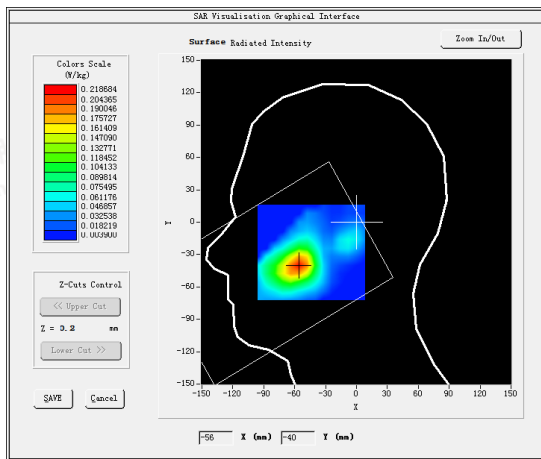 SAR Visualisation Graphical Interface
Surface Radiated Intensity
Zoom In/Out
Colors Scale
(W/kg)
0.218684
0.204365
0.190046
0.175727
0.161409
0.147090
0.132771
0.118452
0.104133
0.089814
0.075495
0.061176
0.046857
0.032538
0.018219
0.003900
Z-Cuts Control
<< Upper Cut
Z = 3.2 mm
Lower Cut >>
SAVE Cancel
150
120
90
60
30
0
-30
-60
-90
-120
-150
Y
-150 -120 -90 -60 -30 0 30 60 90 120 150
X
-56 X (mm) -40 Y (mm)